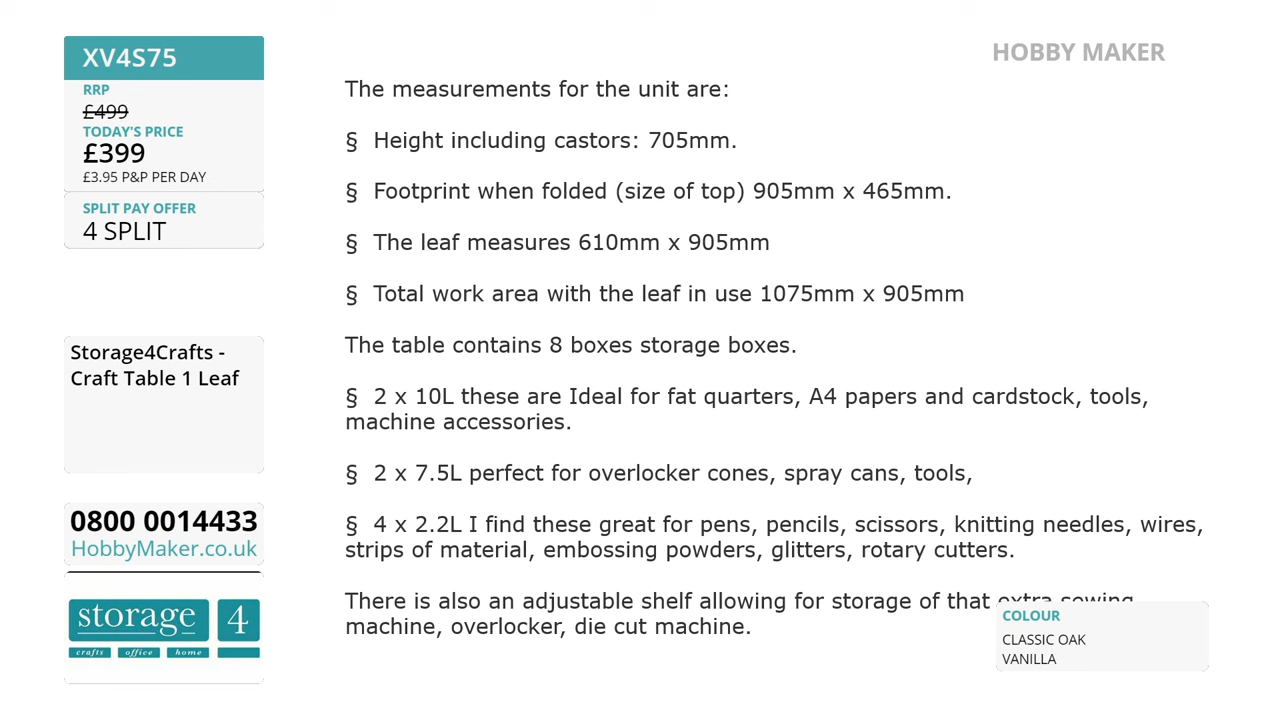 XV4S75
RRP
£499
TODAY'S PRICE
£399
£3.95 P&P PER DAY
SPLIT PAY OFFER
4 SPLIT
Storage4Crafts -
Craft Table 1 Leaf
0800 0014433
HobbyMaker.co.uk
storage 4
crafts office home
HOBBY MAKER
The measurements for the unit are:
§ Height including castors: 705mm.
§ Footprint when folded (size of top) 905mm x 465mm.
§ The leaf measures 610mm x 905mm
§ Total work area with the leaf in use 1075mm x 905mm
The table contains 8 boxes storage boxes.
§ 2 x 10L these are Ideal for fat quarters, A4 papers and cardstock, tools,
machine accessories.
§ 2 x 7.5L perfect for overlocker cones, spray cans, tools,
§ 4 x 2.2L I find these great for pens, pencils, scissors, knitting needles, wires,
strips of material, embossing powders, glitters, rotary cutters.
There is also an adjustable shelf allowing for storage of that extra sewing
machine, overlocker, die cut machine.
COLOUR
CLASSIC OAK
VANILLA